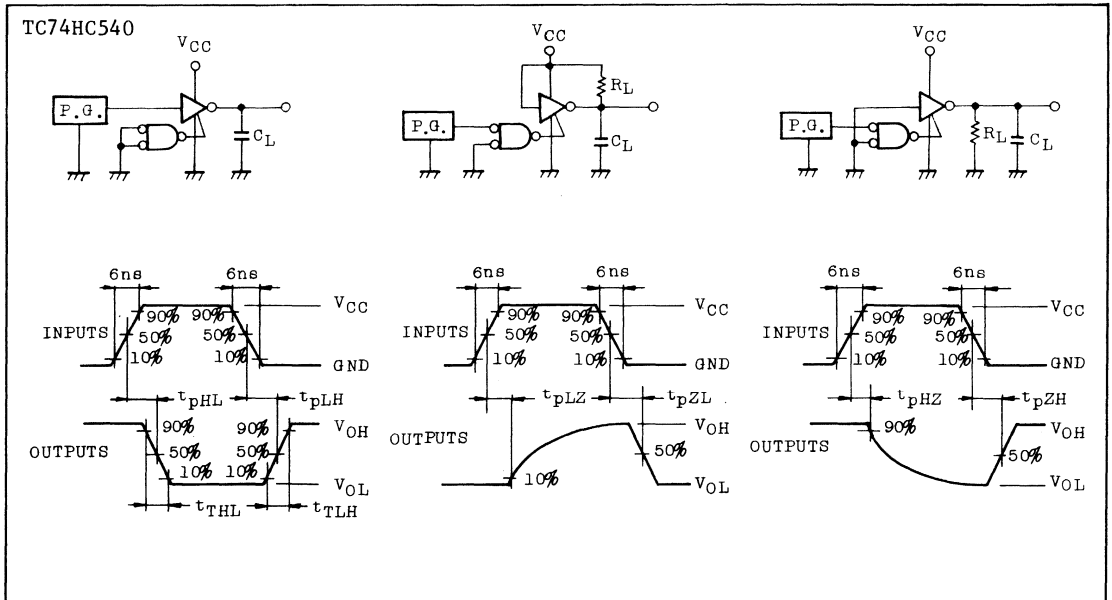 TC74HC540
VCC
P.G.
CL
VCC
RL
P.G.
CL
VCC
P.G.
RL
CL
6ns 6ns
VCC
90% 90%
INPUTS 50% 50%
10% 10%
GND
tpHL tpLH
90% 90%
VOH
OUTPUTS 50% 50%
10% 10%
VOL
tTHL tTLH
6ns 6ns
VCC
90% 90%
INPUTS 50% 50%
10% 10%
GND
tpLZ tpZL
VOH
OUTPUTS 50%
10%
VOL
6ns 6ns
VCC
90% 90%
INPUTS 50% 50%
10% 10%
GND
tpHZ tpZH
90%
VOH
OUTPUTS 50%
VOL